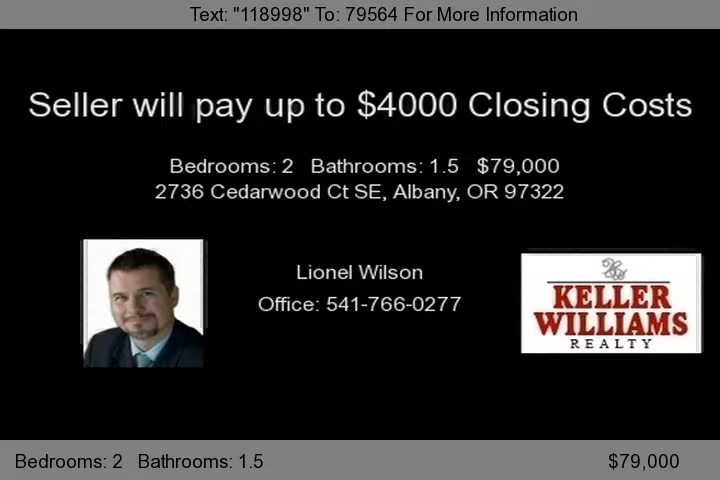 Text: "118998" To: 79564 For More Information
Seller will pay up to $4000 Closing Costs
Bedrooms: 2 Bathrooms: 1.5 $79,000
2736 Cedarwood Ct SE, Albany, OR 97322
Lionel Wilson
Office: 541-766-0277
KELLER
WILLIAMS
REALTY
Bedrooms: 2 Bathrooms: 1.5 $79,000